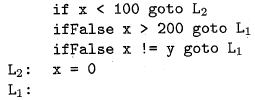 if x < 100 goto L2
ifFalse x > 200 goto L1
ifFalse x != y goto L1
L2: x = 0
L1: